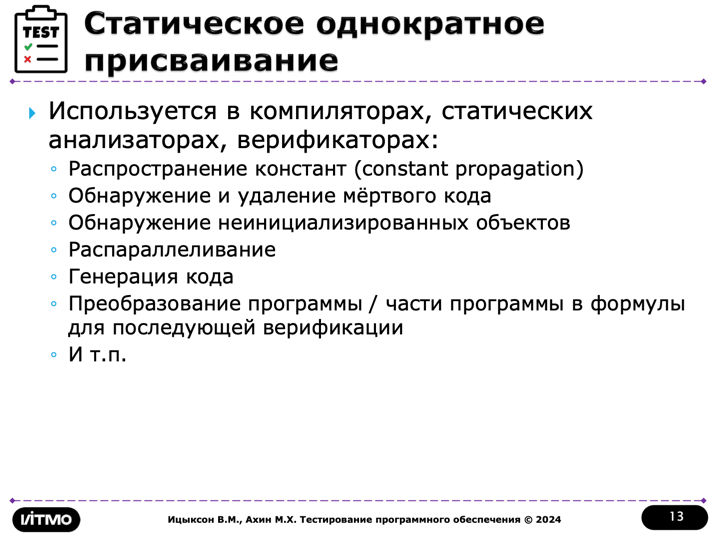 TEST
Статическое однократное
присваивание
Используется в компиляторах, статических
анализаторах, верификаторах:
Распространение констант (constant propagation)
Обнаружение и удаление мёртвого кода
Обнаружение неинициализированных объектов
Распараллеливание
Генерация кода
Преобразование программы / части программы в формулы
для последующей верификации
И т.п.
ИТМО
Ицыксон В.М., Ахин М.Х. Тестирование программного обеспечения © 2024
13